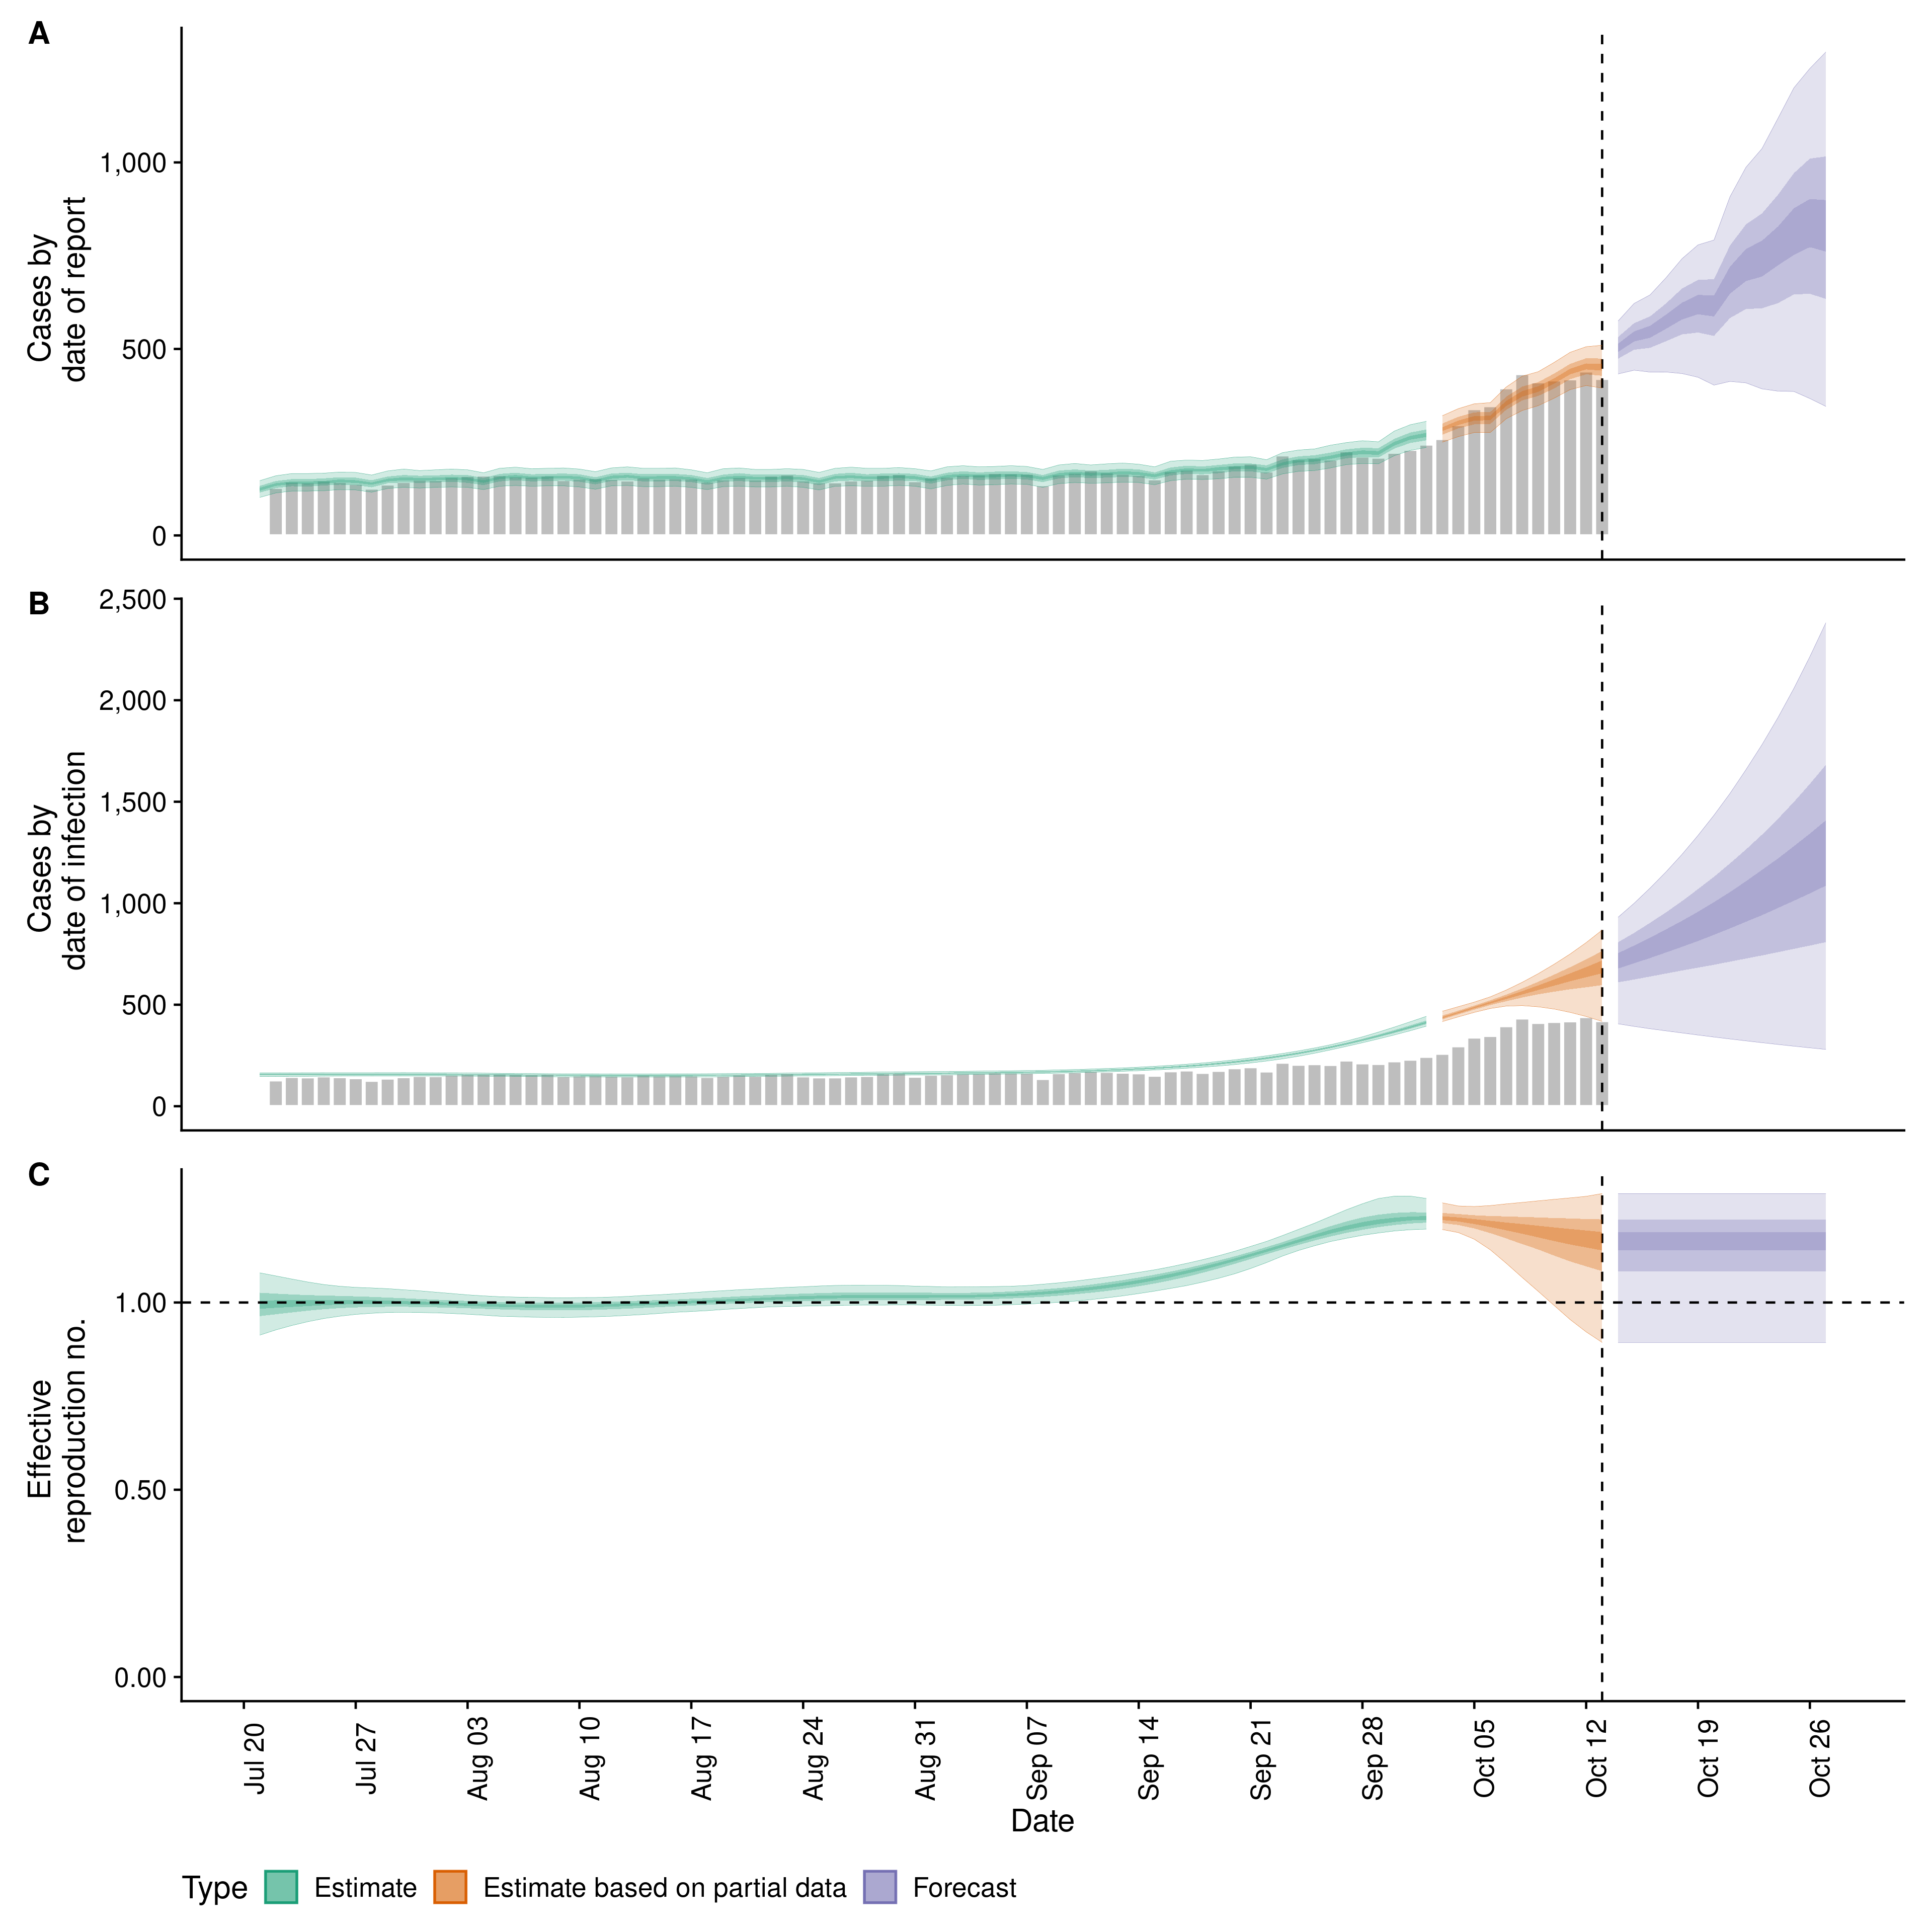 A
Cases by
date of report
1,000
500
0
B
Cases by
date of infection
2,500
2,000
1,500
1,000
500
0
C
Effective
reproduction no.
1.00
0.50
0.00
Jul 20
Jul 27
Aug 03
Aug 10
Aug 17
Aug 24
Aug 31
Sep 07
Sep 14
Sep 21
Sep 28
Oct 05
Oct 12
Oct 19
Oct 26
Date
Type Estimate Estimate based on partial data Forecast